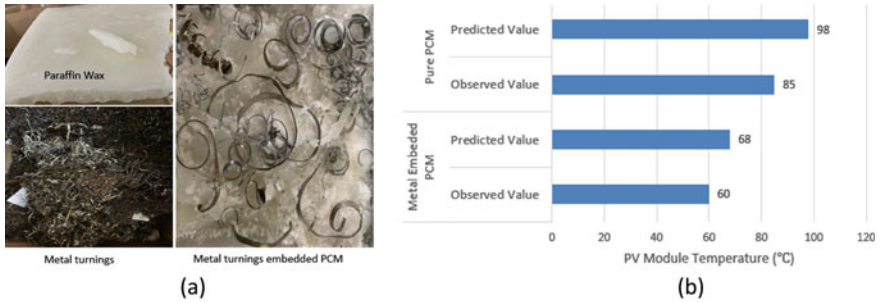 Paraffin Wax
Metal turnings
Metal turnings embedded PCM
(a)
Pure PCM
Predicted Value
98
Observed Value
85
Metal Embeded
PCM
Predicted Value
68
Observed Value
60
0 20 40 60 80 100 120
PV Module Temperature (°C)
(b)